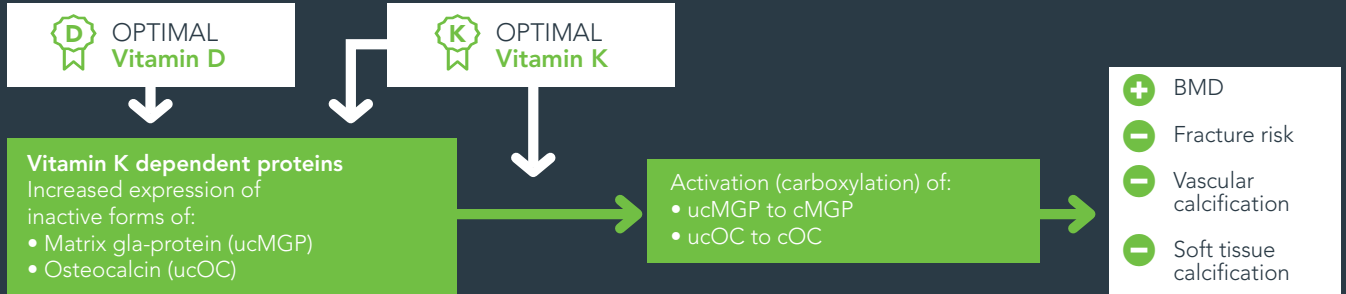 D
OPTIMAL
Vitamin D
K
OPTIMAL
Vitamin K
Vitamin K dependent proteins
Increased expression of
inactive forms of:
• Matrix gla-protein (ucMGP)
• Osteocalcin (ucOC)
Activation (carboxylation) of:
• ucMGP to cMGP
• ucOC to cOC
+ BMD
− Fracture risk
− Vascular
calcification
− Soft tissue
calcification